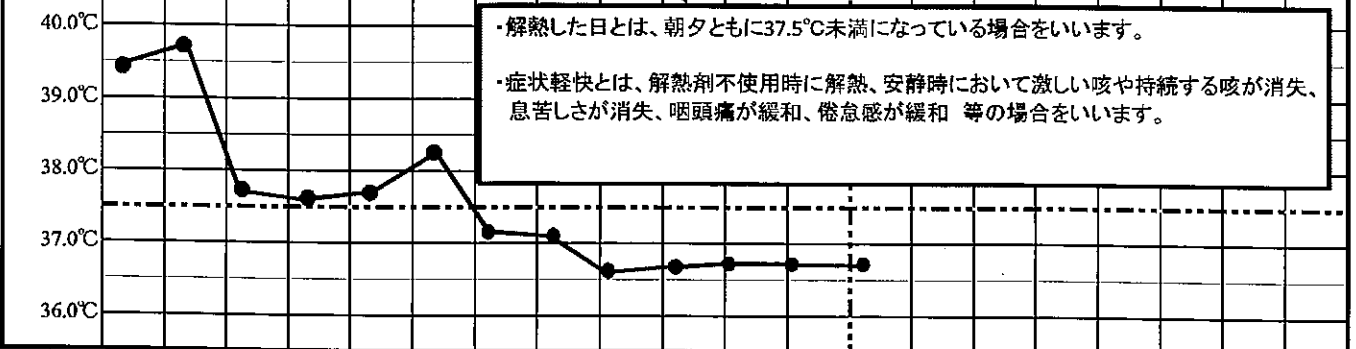 40.0℃
39.0℃
38.0℃
37.0℃
36.0℃
・解熱した日とは、朝夕ともに37.5℃未満になっている場合をいいます。
・症状軽快とは、解熱剤不使用時に解熱、安静時において激しい咳や持続する咳が消失、
息苦しさが消失、咽頭痛が緩和、倦怠感が緩和 等の場合をいいます。